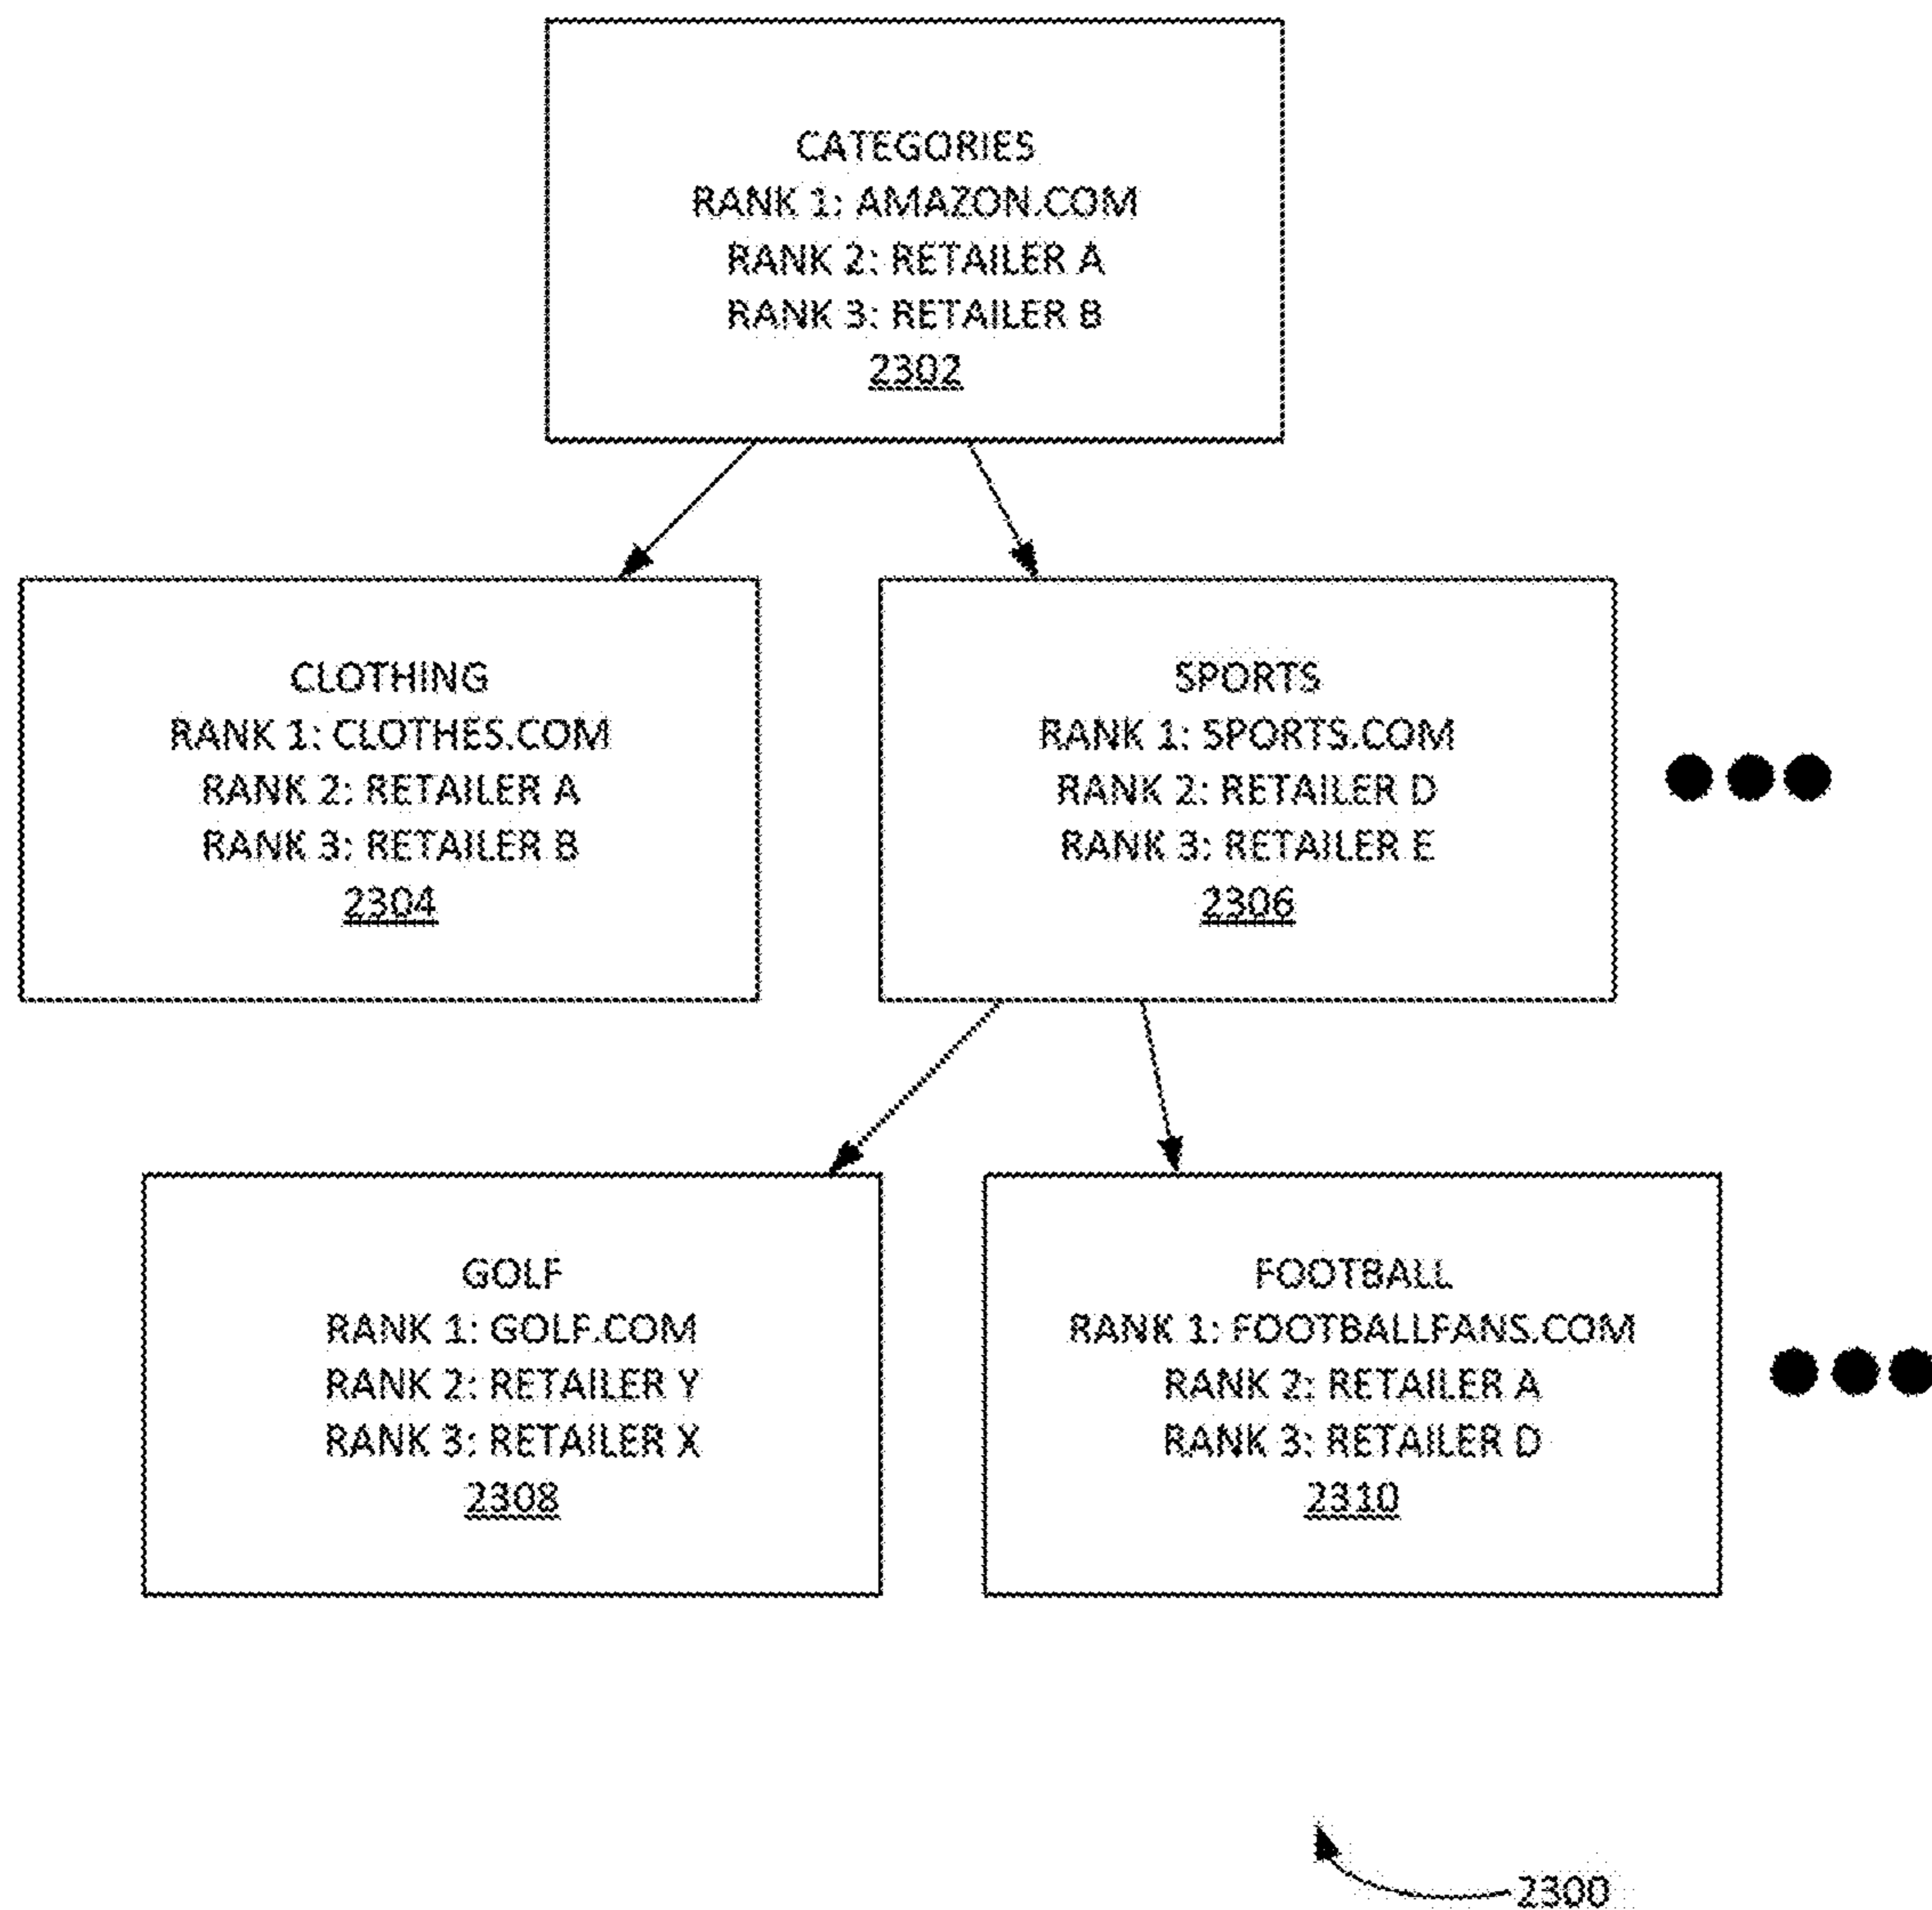 CATEGORIES
RANK 1: AMAZON.COM
RANK 2: RETAILER A
RANK 3: RETAILER B
2302
CLOTHING
RANK 1: CLOTHES.COM
RANK 2: RETAILER A
RANK 3: RETAILER B
2304
SPORTS
RANK 1: SPORTS.COM
RANK 2: RETAILER D
RANK 3: RETAILER E
2306
GOLF
RANK 1: GOLF.COM
RANK 2: RETAILER Y
RANK 3: RETAILER X
2308
FOOTBALL
RANK 1: FOOTBALLFANS.COM
RANK 2: RETAILER A
RANK 3: RETAILER D
2310
2300